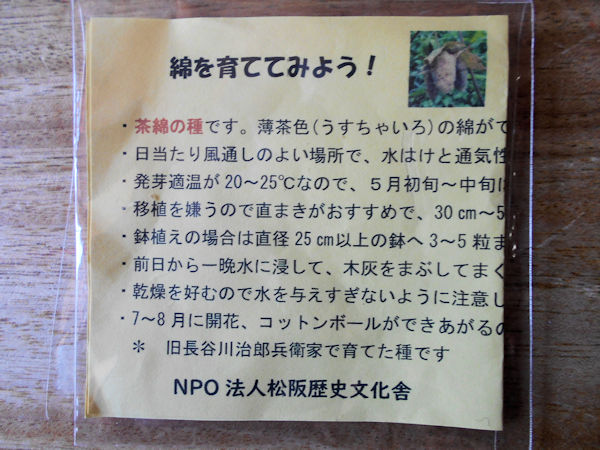 綿を育ててみよう！
・茶綿の種です。薄茶色(うすちゃいろ)の綿がで
・日当たり風通しのよい場所で、水はけと通気性
・発芽適温が20～25℃なので、５月初旬～中旬に
・移植を嫌うので直まきがおすすめで、30㎝～5
・鉢植えの場合は直径25㎝以上の鉢へ3～5粒ま
・前日から一晩水に浸して、木灰をまぶしてまく
・乾燥を好むので水を与えすぎないように注意し
・7～8月に開花、コットンボールができあがるの
＊　旧長谷川治郎兵衛家で育てた種です
NPO法人松阪歴史文化舎